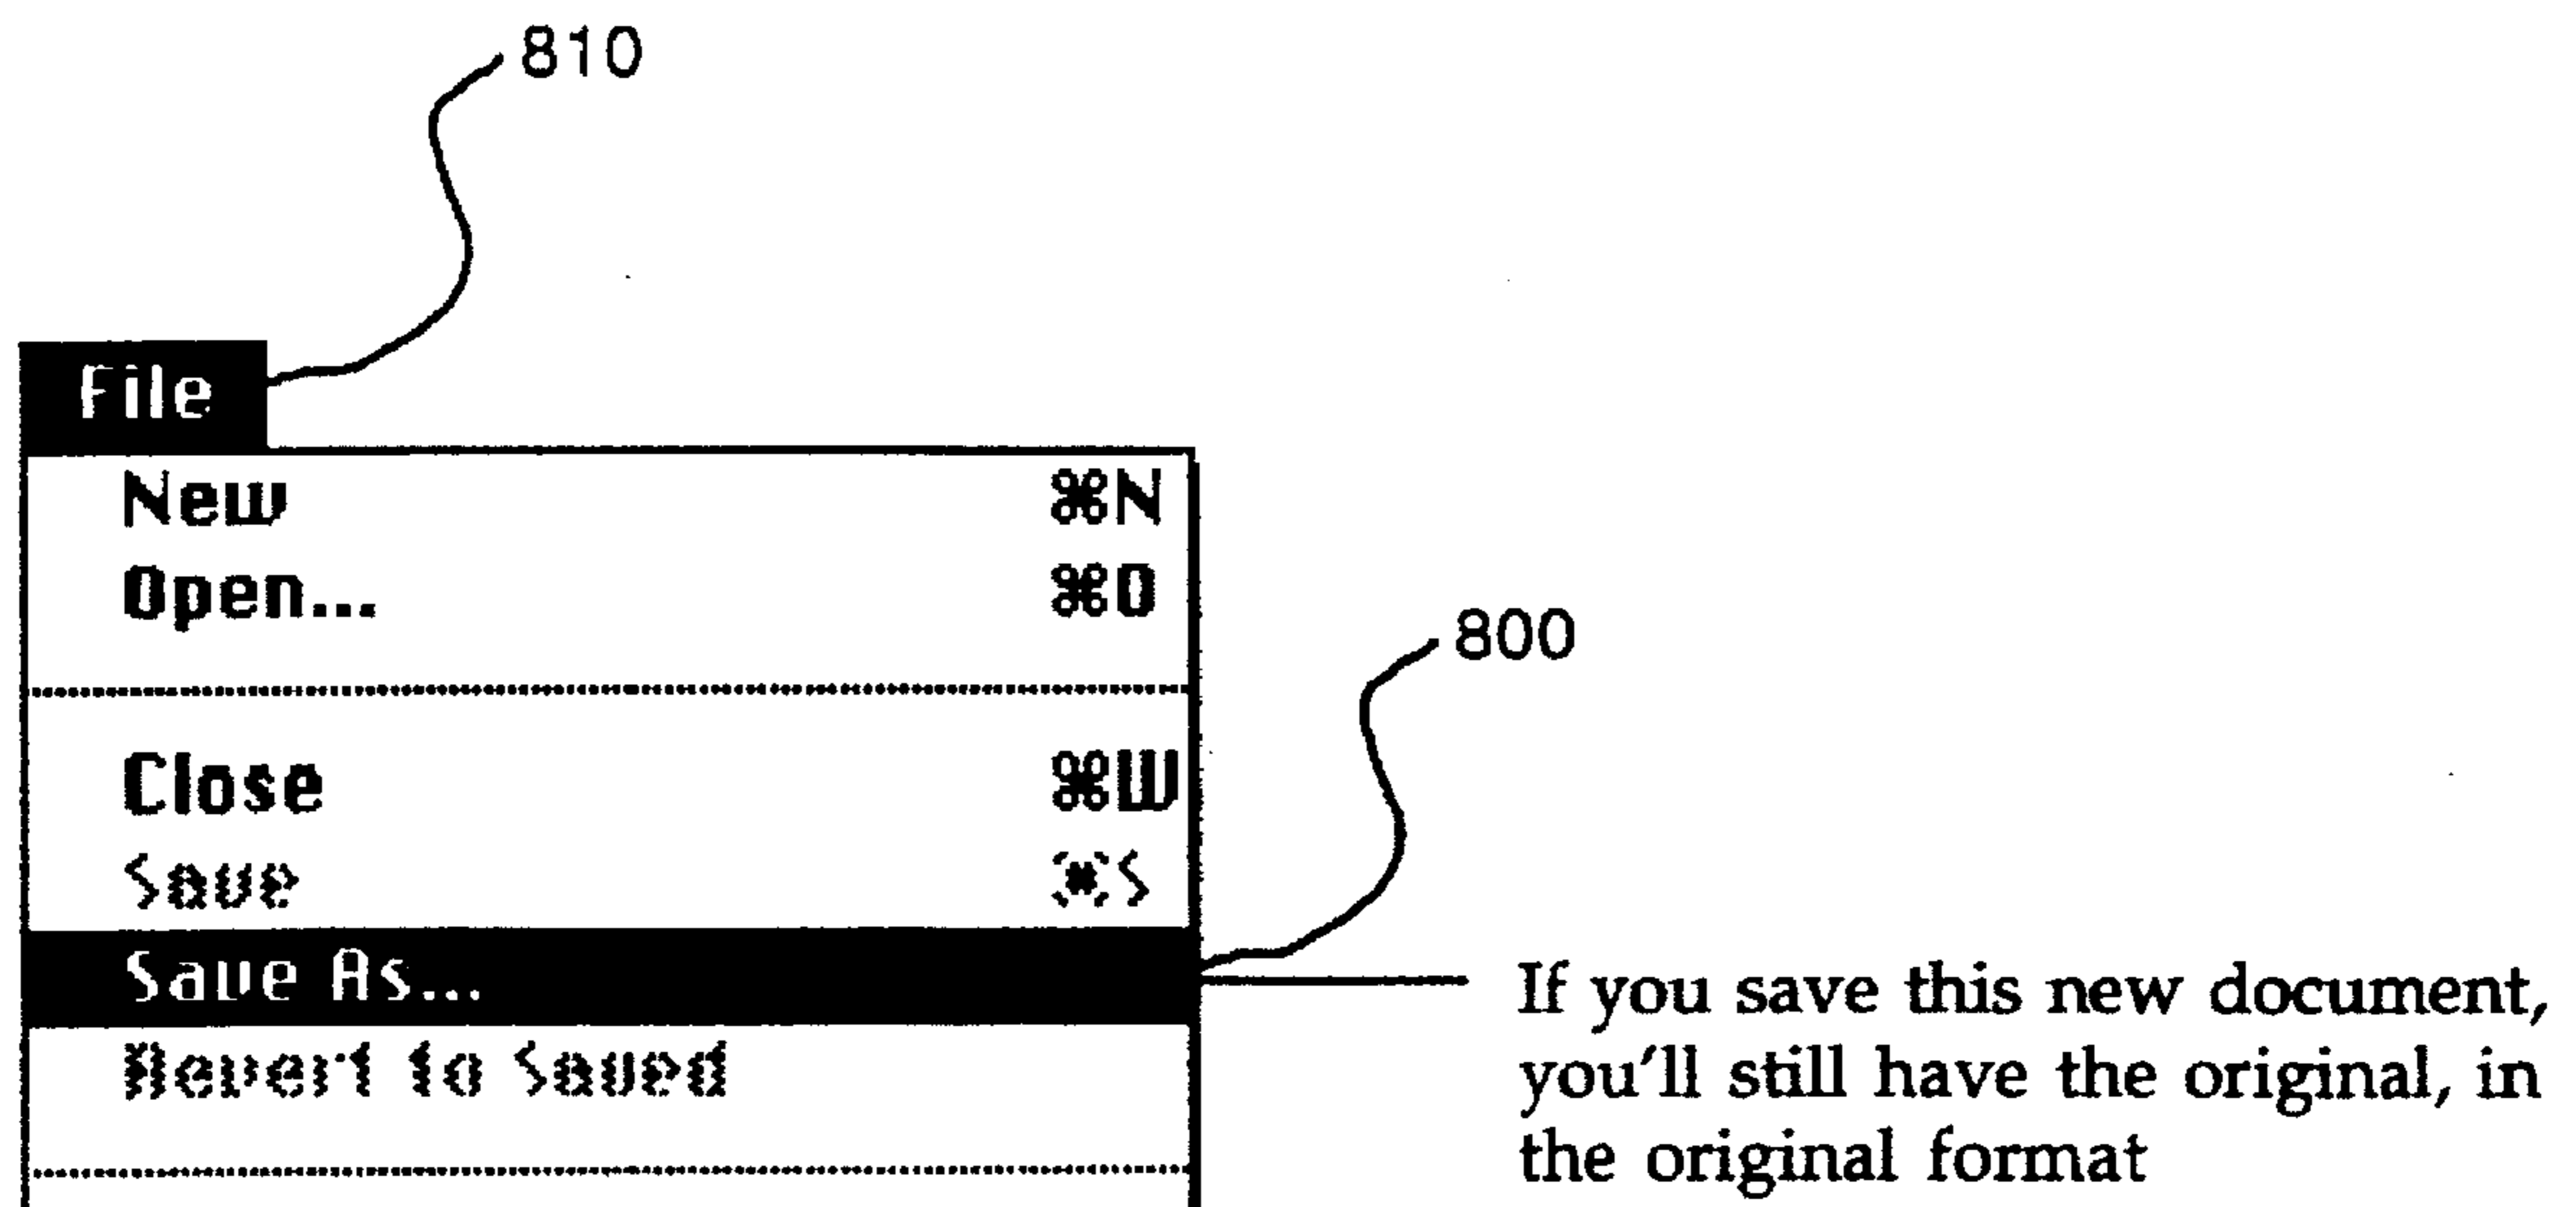 810
File
New ⌘N
Open... ⌘O
800
Close ⌘W
Save ⌘S
Save As...
If you save this new document,
you'll still have the original, in
the original format
Revert to Saved